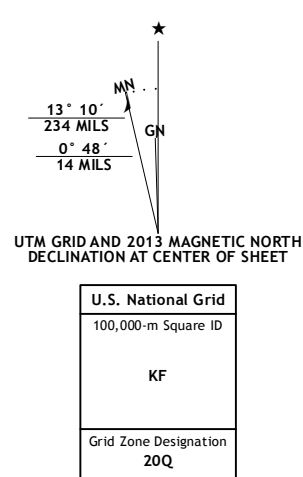 ★
MN
GN
13° 10´
234 MILS
0° 48´
14 MILS
UTM GRID AND 2013 MAGNETIC NORTH
DECLINATION AT CENTER OF SHEET
U.S. National Grid
100,000-m Square ID
KF
Grid Zone Designation
20Q